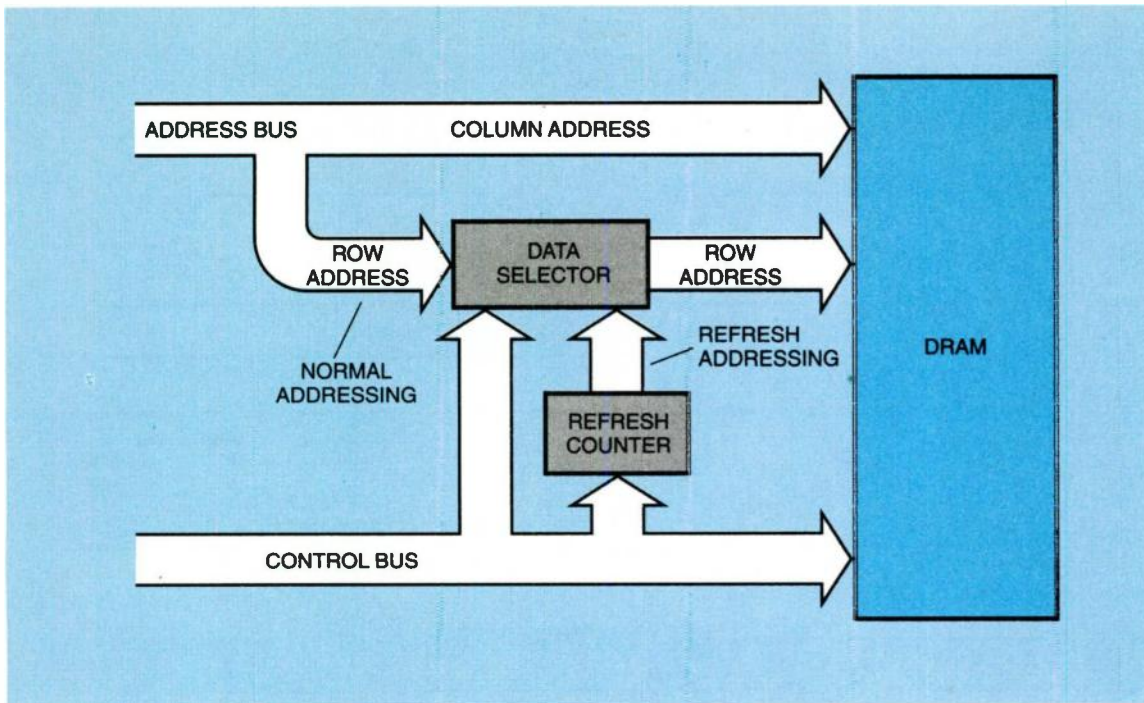 ADDRESS BUS
COLUMN ADDRESS
ROW
ADDRESS
DATA
SELECTOR
ROW
ADDRESS
NORMAL
ADDRESSING
REFRESH
ADDRESSING
DRAM
REFRESH
COUNTER
CONTROL BUS